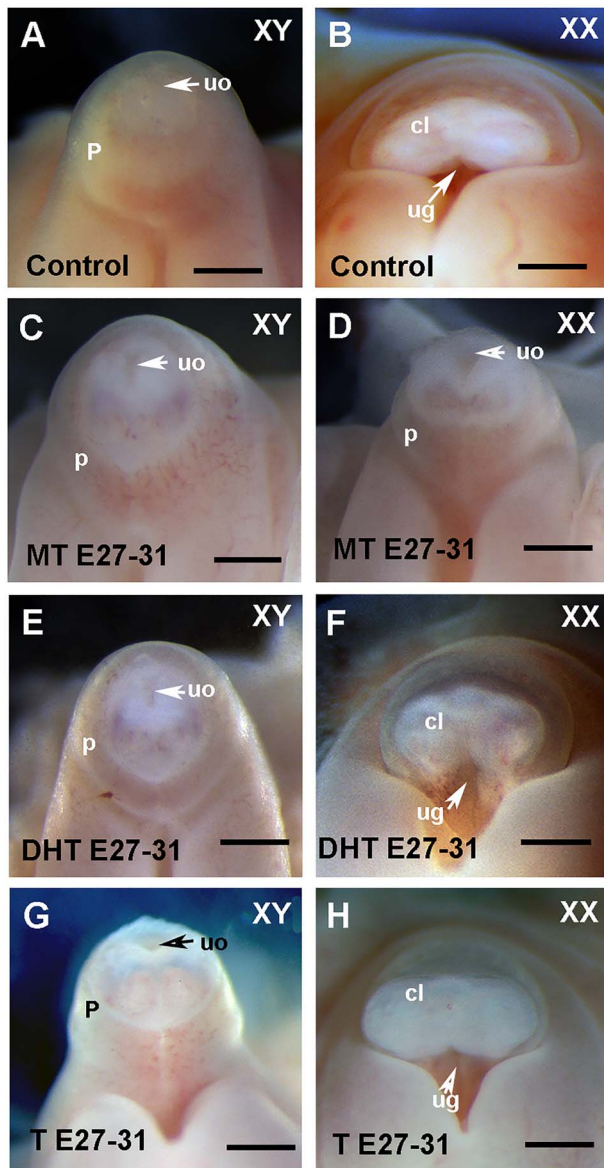 A XY
uo
P
Control
B XX
cl
ug
Control
C XY
uo
p
MT E27-31
D XX
uo
p
MT E27-31
E XY
uo
p
DHT E27-31
F XX
cl
ug
DHT E27-31
G XY
uo
P
T E27-31
H XX
cl
ug
T E27-31